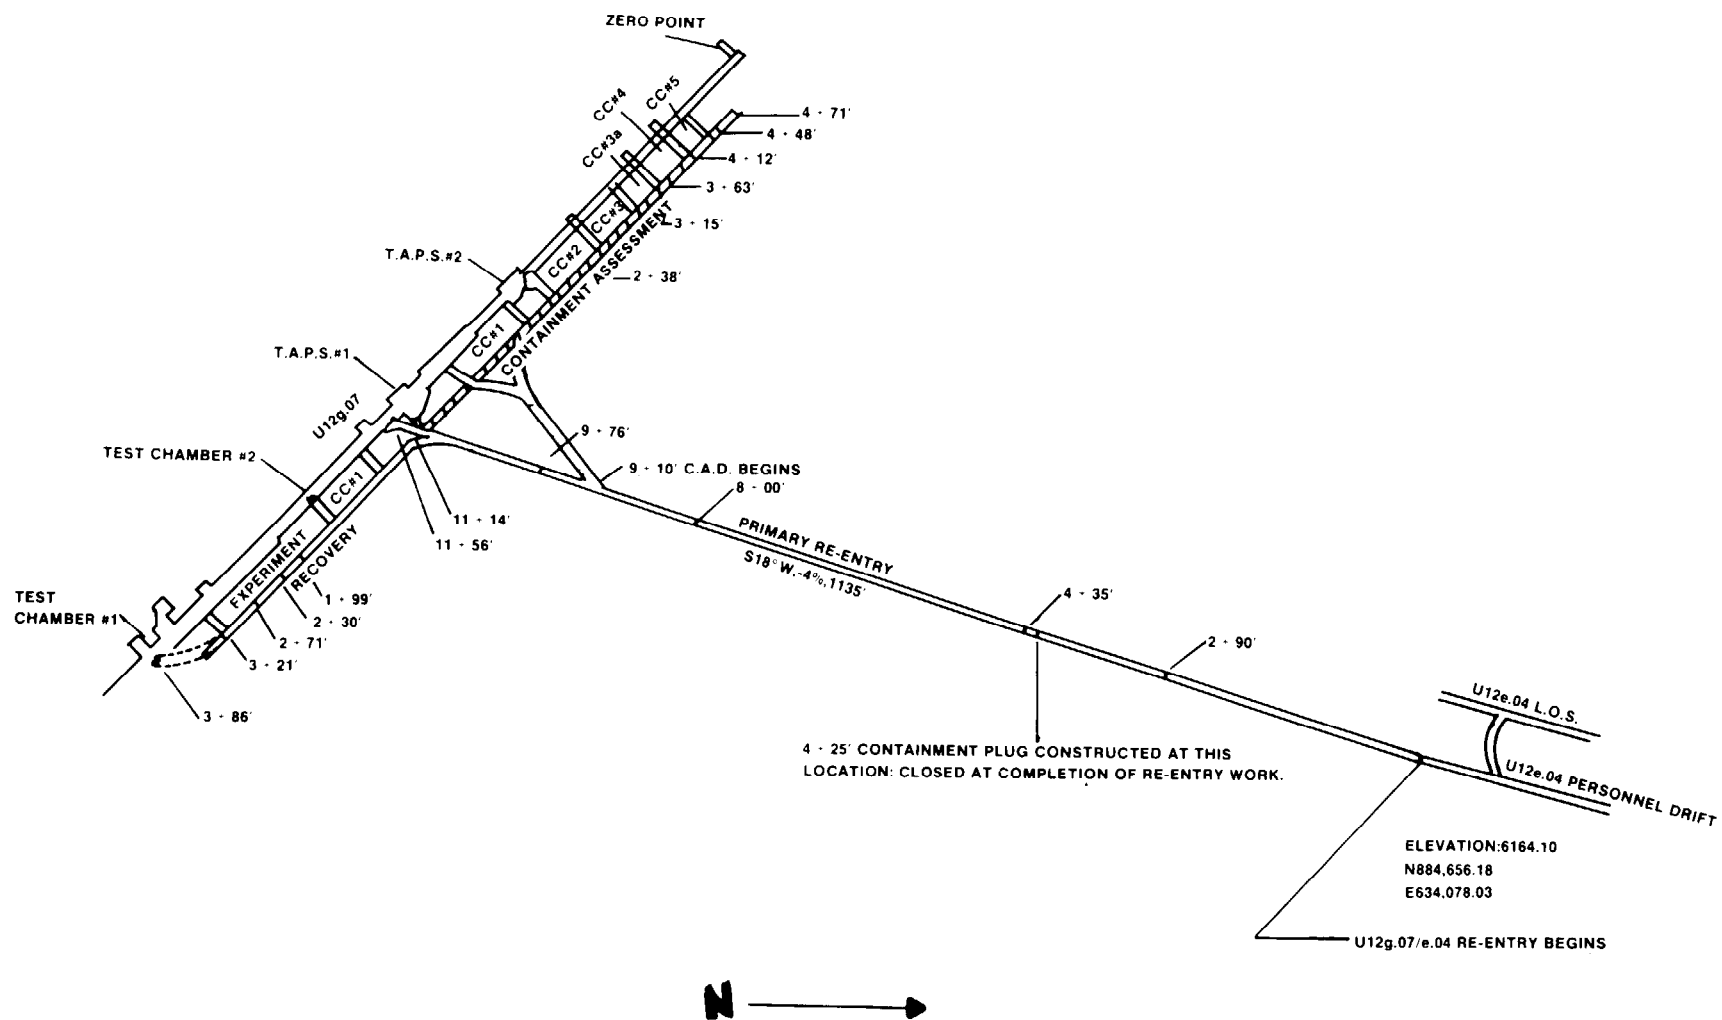 ZERO POINT
CC#5
CC#4
CC#3a
4 + 71'
4 + 48'
4 + 12'
3 + 63'
3 + 15'
CC#3
T.A.P.S.#2
CC#2
CONTAINMENT ASSESSMENT
2 + 38'
CC#1
T.A.P.S.#1
U12g.07
TEST CHAMBER #2
9 + 76'
9 + 10' C.A.D. BEGINS
8 + 00'
CC#1
11 + 14'
11 + 56'
PRIMARY RE-ENTRY
S18° W.-4%,1135'
EXPERIMENT
RECOVERY
TEST
CHAMBER #1
1 + 99'
2 + 30'
2 + 71'
3 + 21'
3 + 86'
4 + 35'
2 + 90'
U12e.04 L.O.S.
4 + 25' CONTAINMENT PLUG CONSTRUCTED AT THIS
LOCATION: CLOSED AT COMPLETION OF RE-ENTRY WORK.
U12e.04 PERSONNEL DRIFT
ELEVATION:6164.10
N884,656.18
E634,078.03
U12g.07/e.04 RE-ENTRY BEGINS
N